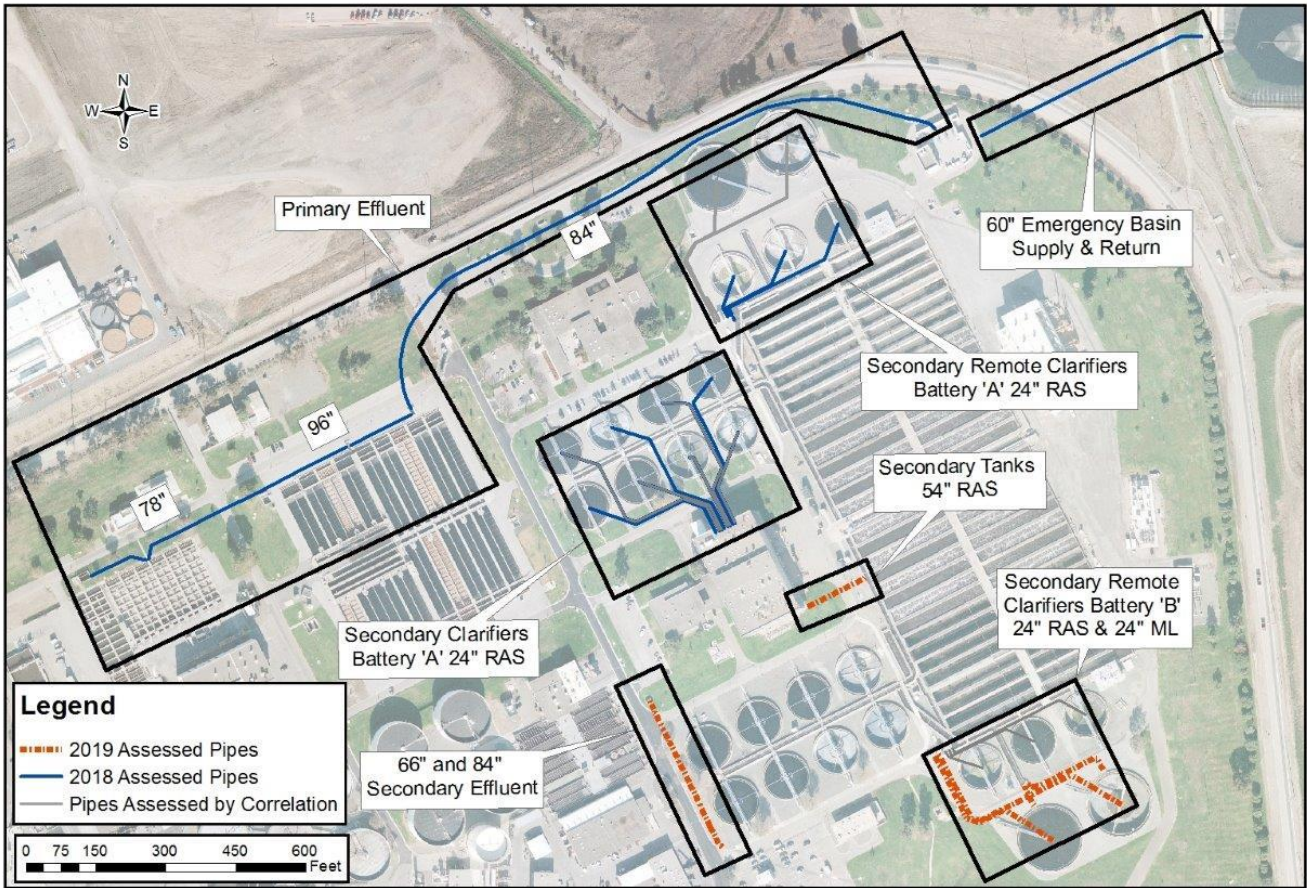 N
W E
S
Primary Effluent
84"
60" Emergency Basin
Supply & Return
Secondary Remote Clarifiers
Battery 'A' 24" RAS
96"
Secondary Tanks
54" RAS
78"
Secondary Remote
Clarifiers Battery 'B'
24" RAS & 24" ML
Secondary Clarifiers
Battery 'A' 24" RAS
66" and 84"
Secondary Effluent
Legend
2019 Assessed Pipes
2018 Assessed Pipes
Pipes Assessed by Correlation
0 75 150 300 450 600
Feet